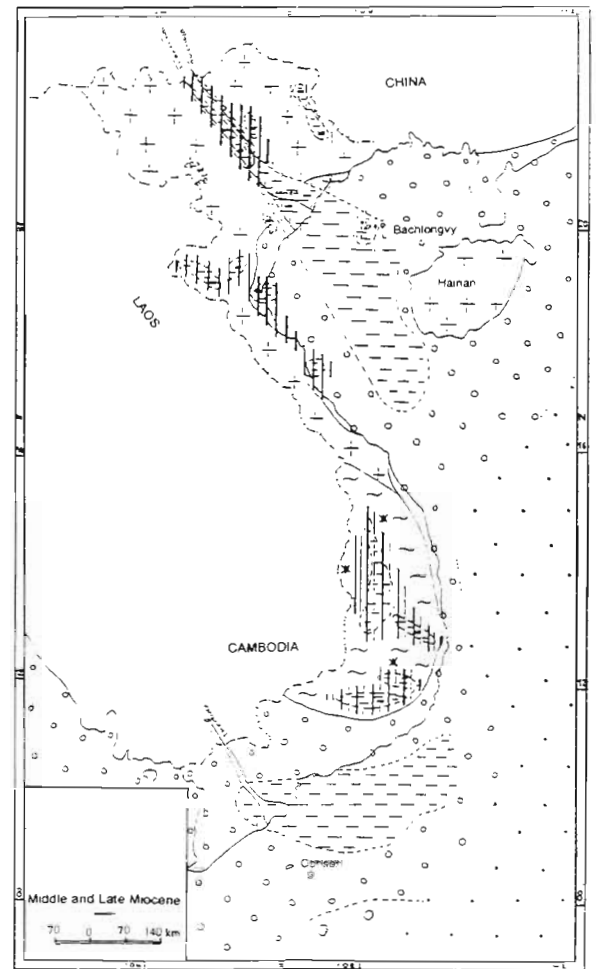 CHINA
Bachlongvy
Hainan
LAOS
CAMBODIA
Conson
Middle and Late Miocene
70 0 70 140 km